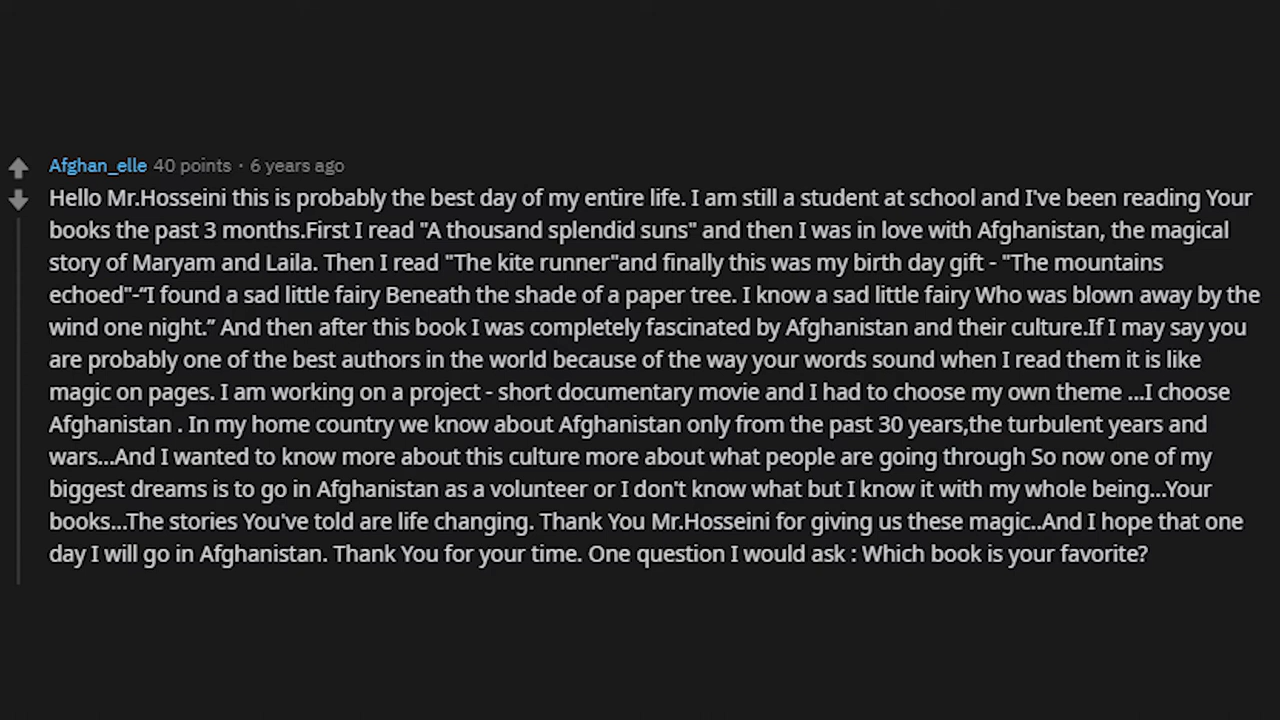 Afghan_elle 40 points · 6 years ago
Hello Mr.Hosseini this is probably the best day of my entire life. I am still a student at school and I've been reading Your
books the past 3 months.First I read "A thousand splendid suns" and then I was in love with Afghanistan, the magical
story of Maryam and Laila. Then I read "The kite runner"and finally this was my birth day gift - "The mountains
echoed"-“I found a sad little fairy Beneath the shade of a paper tree. I know a sad little fairy Who was blown away by the
wind one night.” And then after this book I was completely fascinated by Afghanistan and their culture.If I may say you
are probably one of the best authors in the world because of the way your words sound when I read them it is like
magic on pages. I am working on a project - short documentary movie and I had to choose my own theme ...I choose
Afghanistan . In my home country we know about Afghanistan only from the past 30 years,the turbulent years and
wars...And I wanted to know more about this culture more about what people are going through So now one of my
biggest dreams is to go in Afghanistan as a volunteer or I don't know what but I know it with my whole being...Your
books...The stories You've told are life changing. Thank You Mr.Hosseini for giving us these magic..And I hope that one
day I will go in Afghanistan. Thank You for your time. One question I would ask : Which book is your favorite?